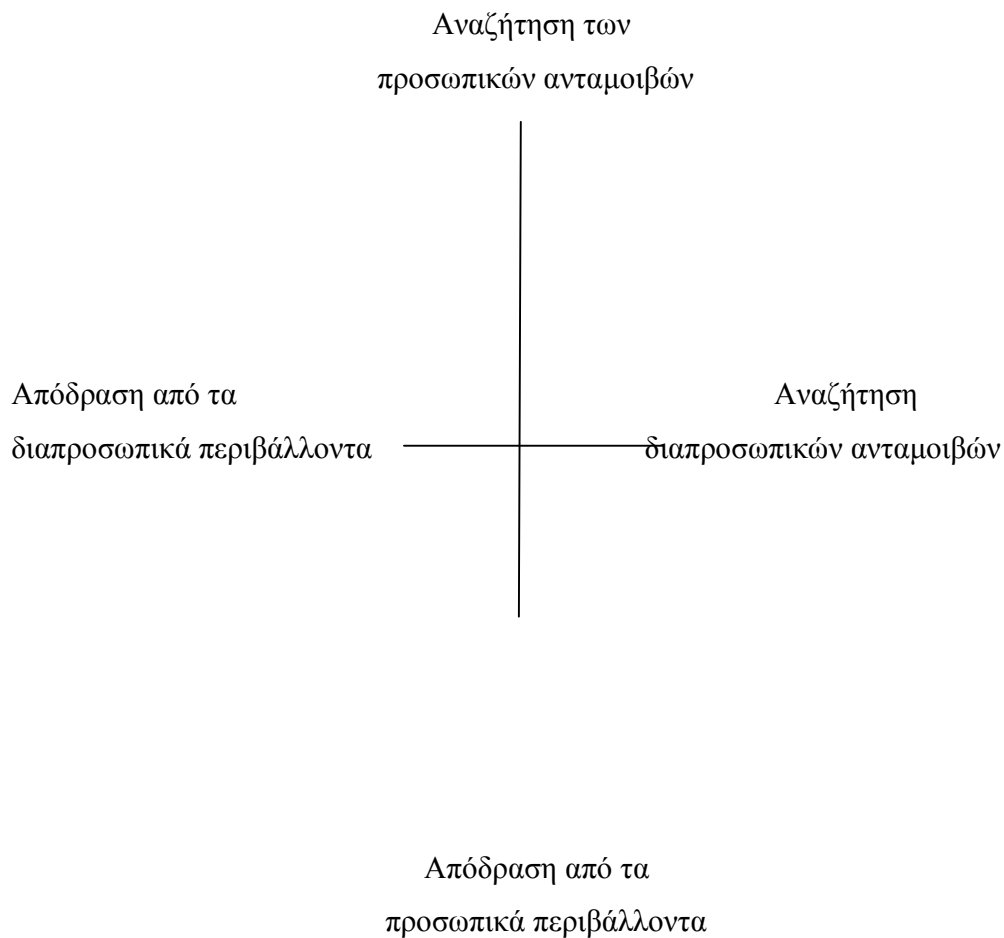 Αναζήτηση των
προσωπικών ανταμοιβών
Απόδραση από τα
διαπροσωπικά περιβάλλοντα
Αναζήτηση
διαπροσωπικών ανταμοιβών
Απόδραση από τα
προσωπικά περιβάλλοντα